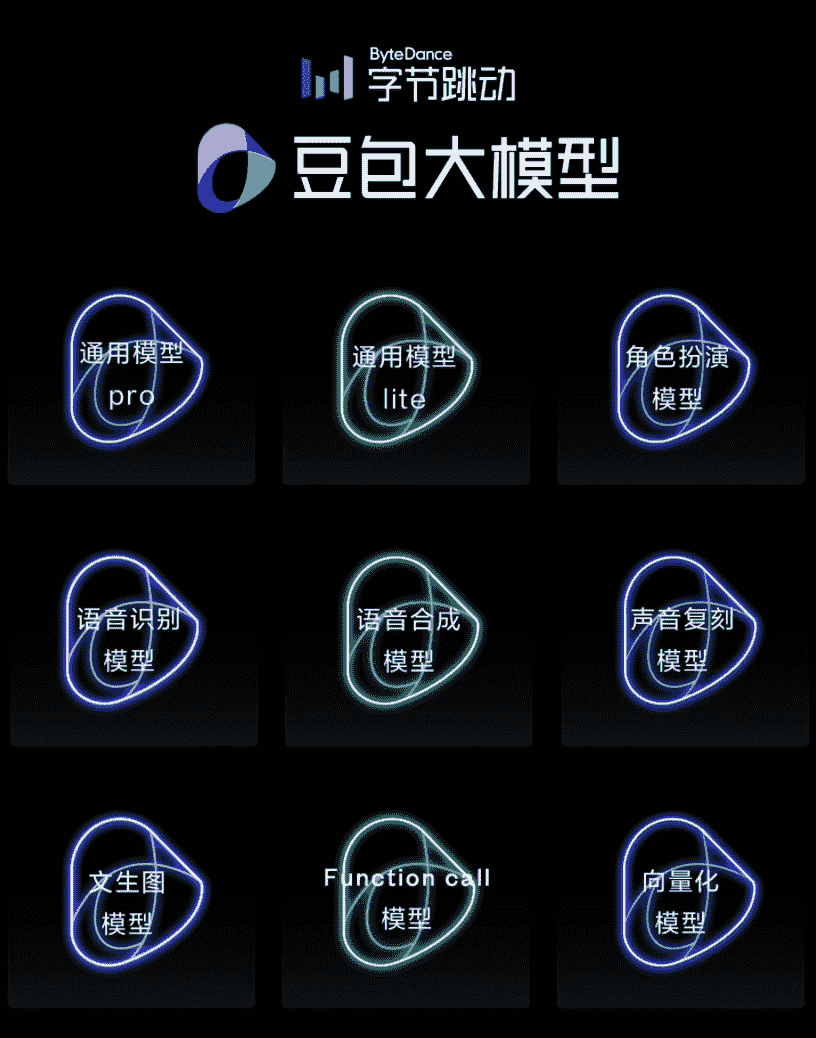 ByteDance
字节跳动
豆包大模型
通用模型
pro
通用模型
lite
角色扮演
模型
语音识别
模型
语音合成
模型
声音复刻
模型
文生图
模型
Function call
模型
向量化
模型